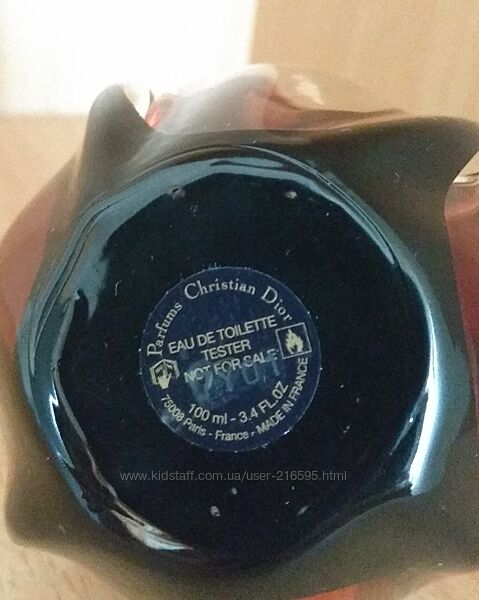 Parfums Christian Dior
EAU DE TOILETTE
TESTER
NOT FOR SALE
100 ml - 3.4 FL.OZ
75008 Paris - France - MADE IN FRANCE
www.kidstaff.com.ua/user-216595.html